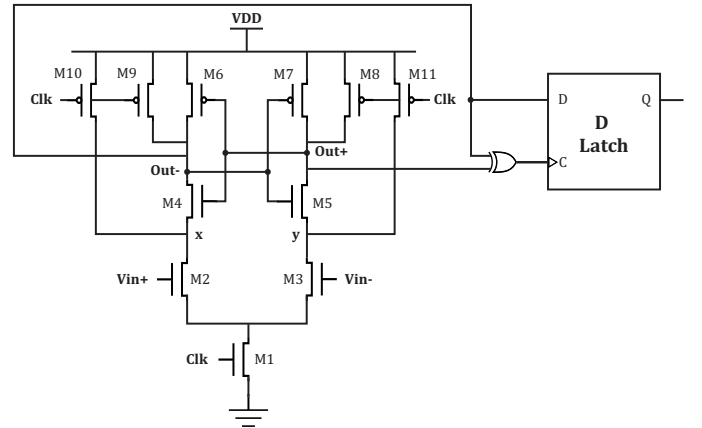 VDD
M10 M9 M6 M7 M8 M11
Clk Clk D Q
D
Latch
Out+
Out- C
M4 M5
x y
Vin+ M2 M3 Vin-
Clk M1